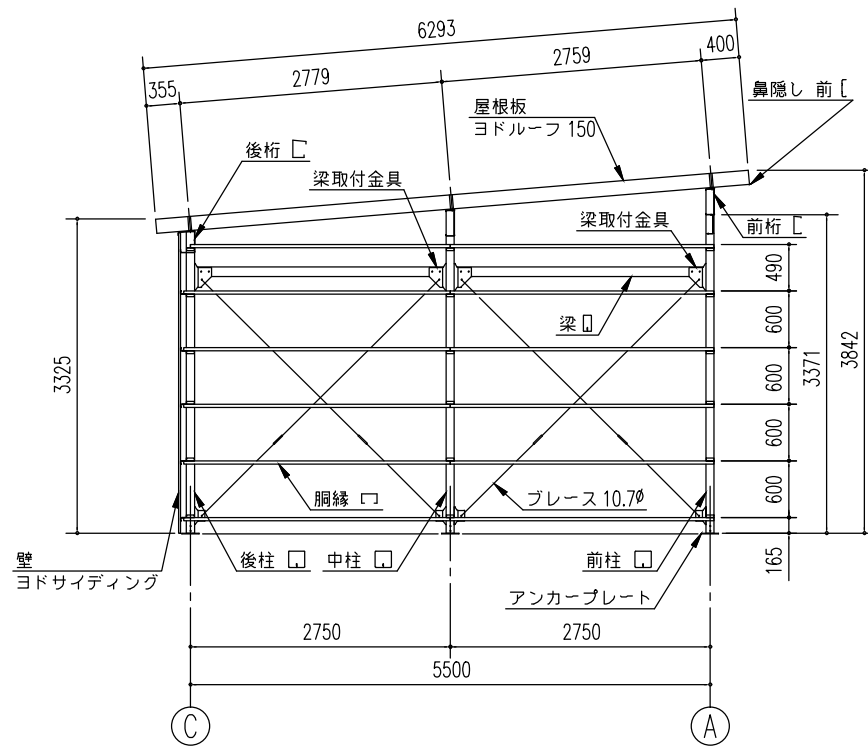 6293
355
2779
2759
400
鼻隠し 前
屋根板
ヨドルーフ 150
後桁
梁取付金具
梁取付金具
前桁
490
600
梁
3325
600
3371
3842
600
600
胴縁
ブレース 10.7φ
165
壁
ヨドサイディング
後柱
中柱
前柱
アンカープレート
2750
2750
5500
C
A